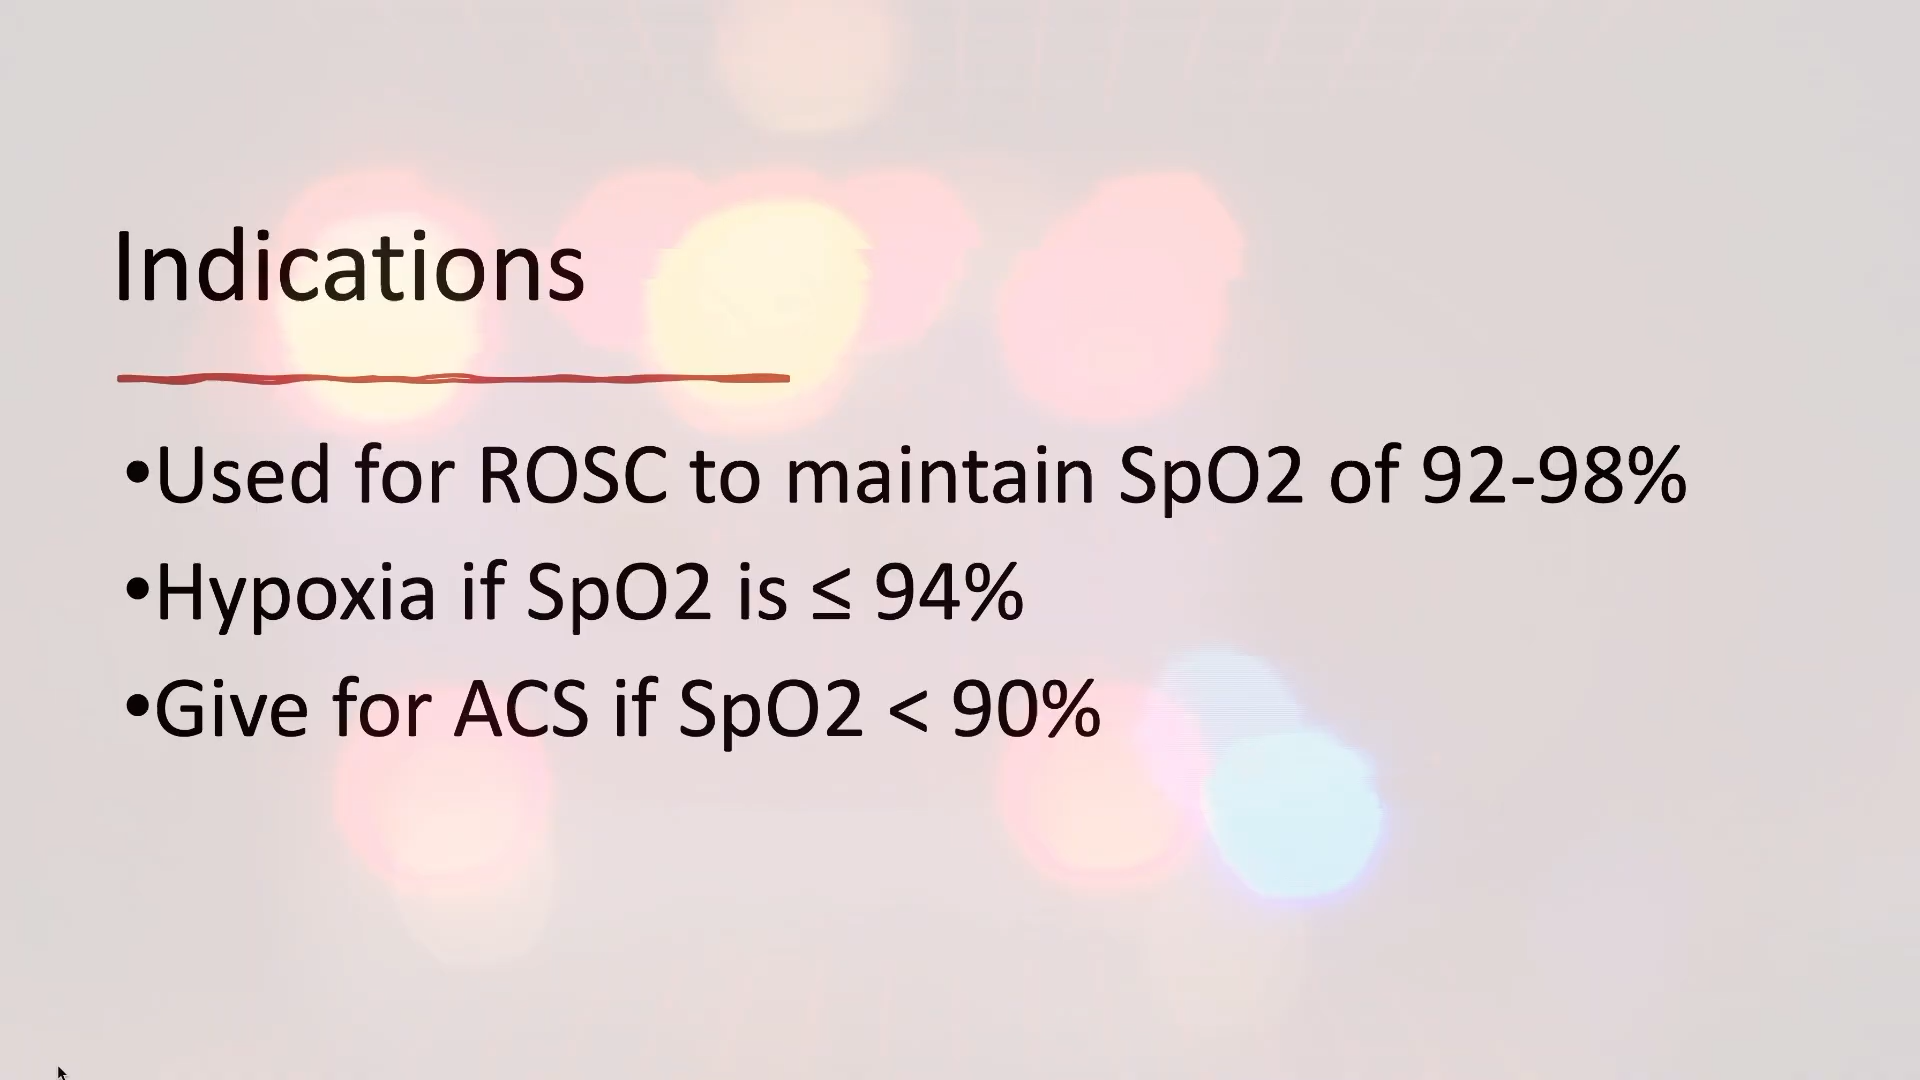 Indications
•Used for ROSC to maintain SpO2 of 92-98%
•Hypoxia if SpO2 is ≤ 94%
•Give for ACS if SpO2 < 90%